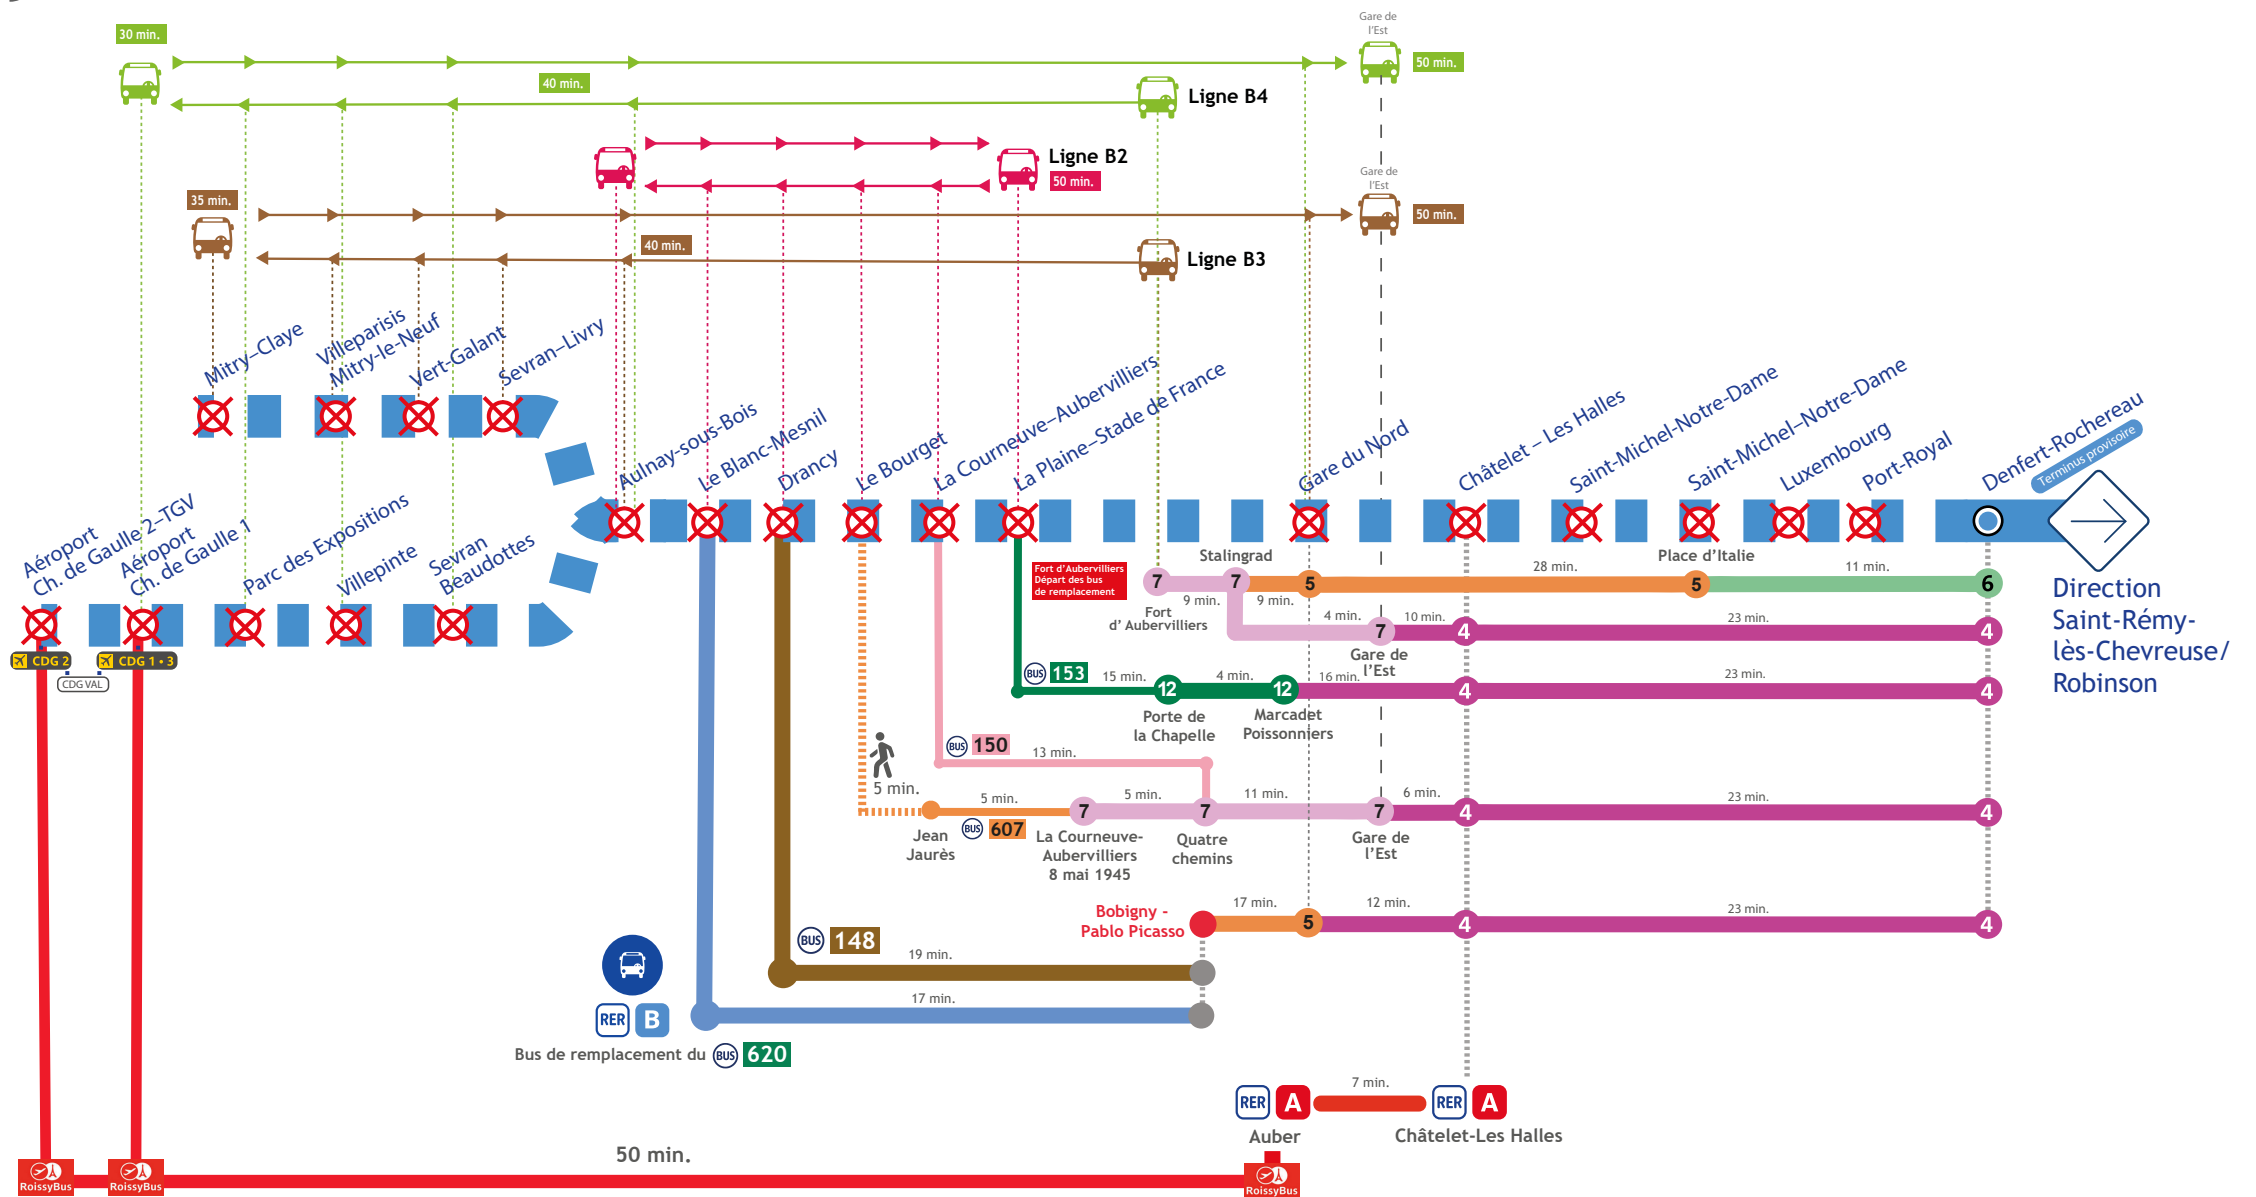 30 min.
Gare de
l'Est
50 min.
40 min.
Ligne B4
Ligne B2
50 min.
Gare de
l'Est
35 min.
50 min.
40 min.
Ligne B3
Mitry–Claye
Villeparisis
Mitry-le-Neuf
Vert-Galant
Sevran–Livry
Aulnay-sous-Bois
Le Blanc-Mesnil
Drancy
Le Bourget
La Courneuve–Aubervilliers
La Plaine–Stade de France
Gare du Nord
Châtelet – Les Halles
Saint-Michel-Notre-Dame
Saint-Michel–Notre-Dame
Luxembourg
Port-Royal
Denfert-Rochereau
Terminus provisoire
Aéroport
Ch. de Gaulle 2–TGV
Aéroport
Ch. de Gaulle 1
Parc des Expositions
Villepinte
Sevran
Beaudottes
CDG 2
CDG 1 • 3
CDG VAL
Direction
Saint-Rémy-
lès-Chevreuse/
Robinson
Fort d'Aubervilliers
Départ des bus
de remplacement
Stalingrad
Place d'Italie
7
7
5
28 min.
5
11 min.
6
9 min.
9 min.
Fort
d' Aubervilliers
4 min.
7
10 min.
4
23 min.
4
Gare de
l'Est
BUS 153
15 min.
12
4 min.
12
16 min.
4
23 min.
4
Porte de
la Chapelle
Marcadet
Poissonniers
BUS 150
13 min.
5 min.
5 min.
BUS 607
Jean
Jaurès
7
5 min.
7
11 min.
7
6 min.
4
23 min.
4
La Courneuve-
Aubervilliers
8 mai 1945
Quatre
chemins
Gare de
l'Est
Bobigny -
Pablo Picasso
17 min.
5
12 min.
4
23 min.
4
BUS 148
19 min.
17 min.
RER B
Bus de remplacement du BUS 620
RER A
7 min.
RER A
Auber
Châtelet-Les Halles
50 min.
RoissyBus
RoissyBus
RoissyBus